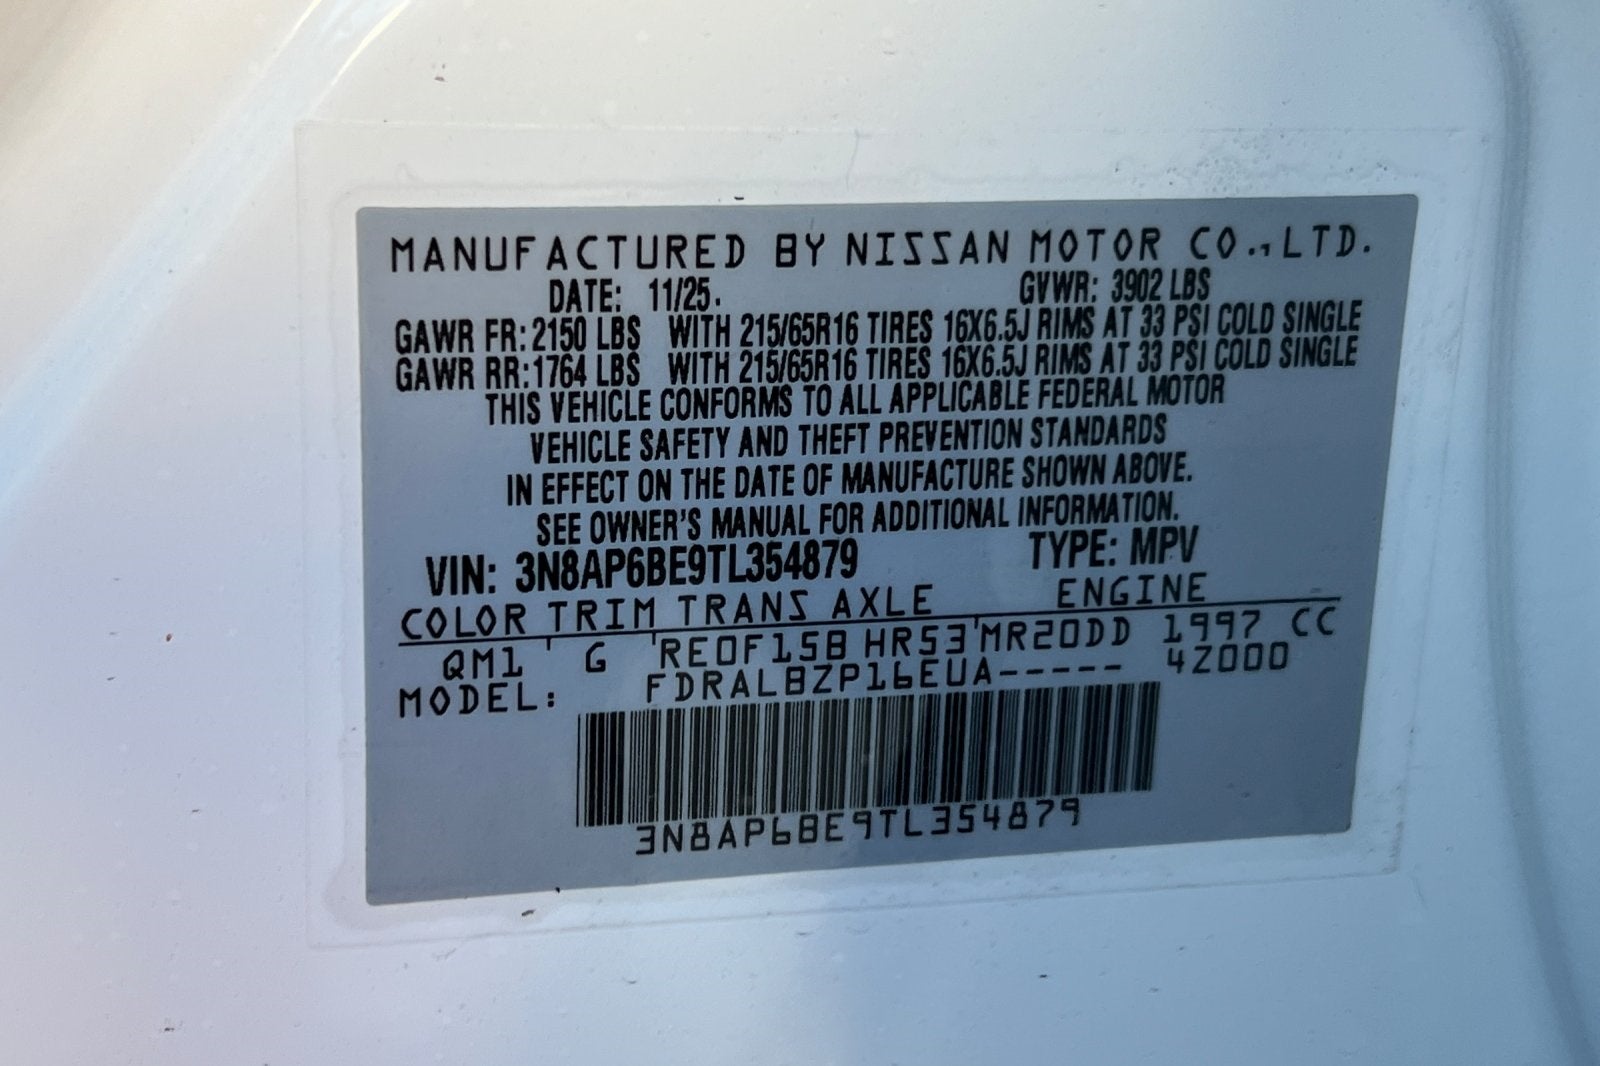 MANUFACTURED BY NISSAN MOTOR CO.,LTD.
DATE: 11/25. GVWR: 3902 LBS
GAWR FR: 2150 LBS WITH 215/65R16 TIRES 16X6.5J RIMS AT 33 PSI COLD SINGLE
GAWR RR: 1764 LBS WITH 215/65R16 TIRES 16X6.5J RIMS AT 33 PSI COLD SINGLE
THIS VEHICLE CONFORMS TO ALL APPLICABLE FEDERAL MOTOR
VEHICLE SAFETY AND THEFT PREVENTION STANDARDS
IN EFFECT ON THE DATE OF MANUFACTURE SHOWN ABOVE.
SEE OWNER'S MANUAL FOR ADDITIONAL INFORMATION.
VIN: 3N8AP6BE9TL354879 TYPE: MPV
COLOR TRIM TRANS AXLE ENGINE
QM1 G RE0F15B HR53 MR20DD 1997 CC
MODEL: FDRALBZP16EUA----- 4Z000
3N8AP6BE9TL354879